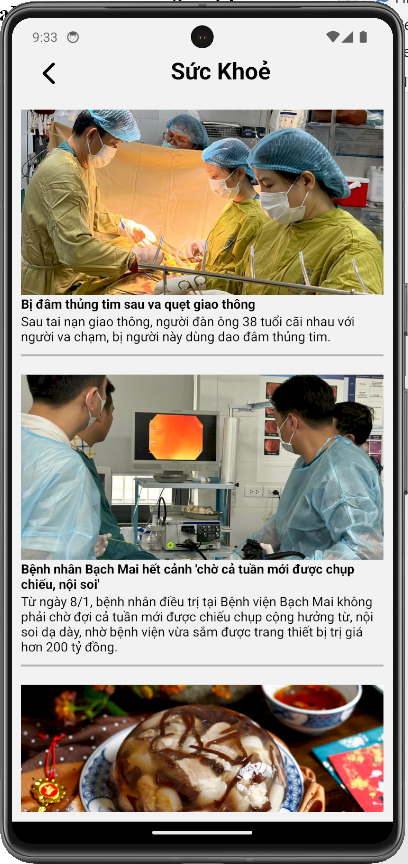 9:33
Sức Khoẻ
Bị đâm thủng tim sau va quẹt giao thông
Sau tai nạn giao thông, người đàn ông 38 tuổi cãi nhau với
người va chạm, bị người này dùng dao đâm thủng tim.
Bệnh nhân Bạch Mai hết cảnh 'chờ cả tuần mới được chụp
chiếu, nội soi'
Từ ngày 8/1, bệnh nhân điều trị tại Bệnh viện Bạch Mai không
phải chờ đợi cả tuần mới được chiếu chụp cộng hưởng từ, nội
soi dạ dày, nhờ bệnh viện vừa sắm được trang thiết bị trị giá
hơn 200 tỷ đồng.